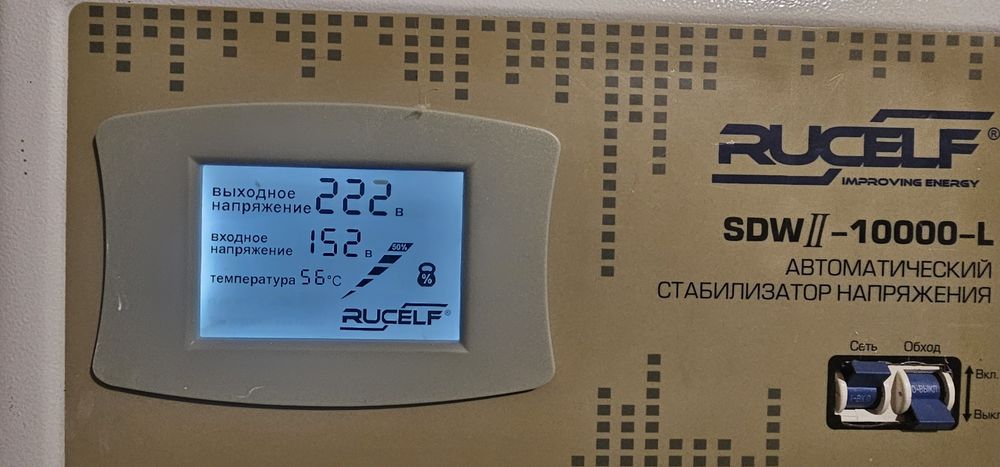 RUCELF®
IMPROVING ENERGY
SDW II-10000-L
АВТОМАТИЧЕСКИЙ
СТАБИЛИЗАТОР НАПРЯЖЕНИЯ
выходное
напряжение 222 в
входное
напряжение 152 в
50%
температура 56°C
%
RUCELF
Сеть Обход
Вкл.
Выкл